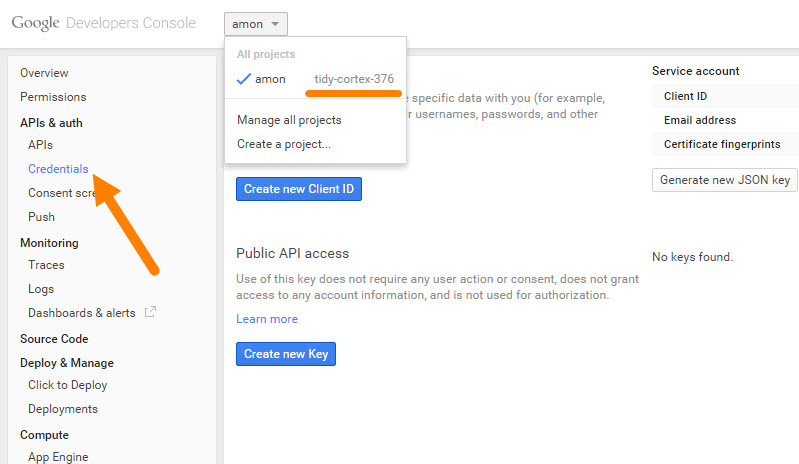 Google Developers Console
amon
All projects
amon tidy-cortex-376
Manage all projects
Create a project...
Overview
Permissions
APIs & auth
APIs
Credentials
Consent scre
Push
Monitoring
Traces
Logs
Dashboards & alerts
Source Code
Deploy & Manage
Click to Deploy
Deployments
Compute
App Engine
specific data with you (for example,
r usernames, passwords, and other
Create new Client ID
Public API access
Use of this key does not require any user action or consent, does not grant
access to any account information, and is not used for authorization.
Learn more
Create new Key
Service account
Client ID
Email address
Certificate fingerprints
Generate new JSON key
No keys found.